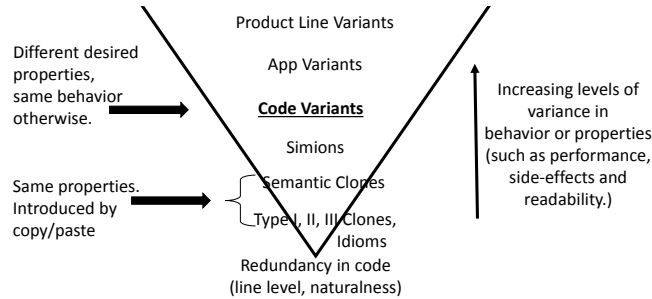 Product Line Variants
App Variants
Code Variants
Simions
Semantic Clones
Type I, II, III Clones,
Idioms
Redundancy in code
(line level, naturalness)
Different desired
properties,
same behavior
otherwise.
Same properties.
Introduced by
copy/paste
Increasing levels of
variance in
behavior or properties
(such as performance,
side-effects and
readability.)